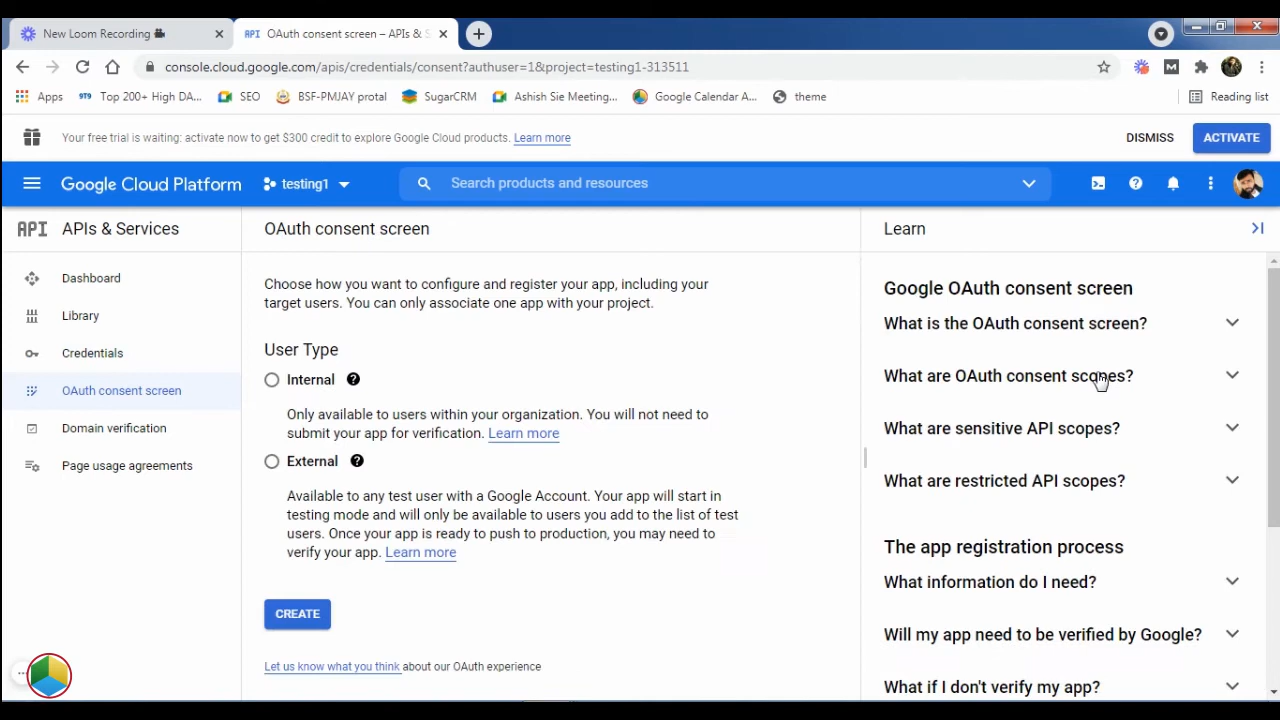 New Loom Recording
API OAuth consent screen – APIs & S
console.cloud.google.com/apis/credentials/consent?authuser=1&project=testing1-313511
Apps
9T9 Top 200+ High DA...
SEO
BSF-PMJAY protal
SugarCRM
Ashish Sie Meeting...
Google Calendar A...
theme
Reading list
Your free trial is waiting: activate now to get $300 credit to explore Google Cloud products. Learn more
DISMISS
ACTIVATE
Google Cloud Platform
testing1
Search products and resources
API APIs & Services
Dashboard
Library
Credentials
OAuth consent screen
Domain verification
Page usage agreements
OAuth consent screen
Choose how you want to configure and register your app, including your
target users. You can only associate one app with your project.
User Type
Internal
Only available to users within your organization. You will not need to
submit your app for verification. Learn more
External
Available to any test user with a Google Account. Your app will start in
testing mode and will only be available to users you add to the list of test
users. Once your app is ready to push to production, you may need to
verify your app. Learn more
CREATE
Let us know what you think about our OAuth experience
Learn
Google OAuth consent screen
What is the OAuth consent screen?
What are OAuth consent scopes?
What are sensitive API scopes?
What are restricted API scopes?
The app registration process
What information do I need?
Will my app need to be verified by Google?
What if I don't verify my app?